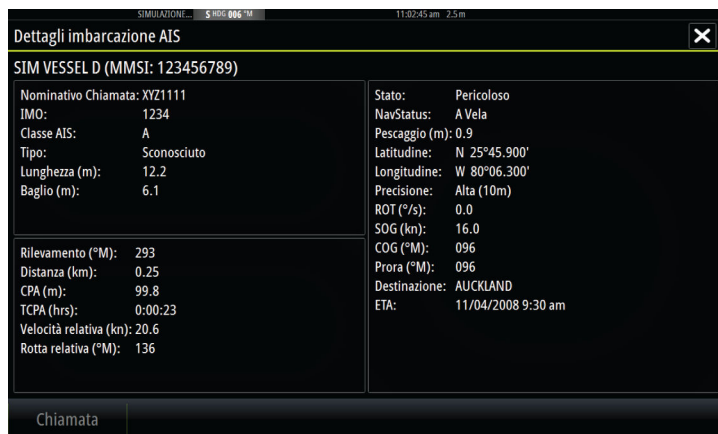 SIMULAZIONE... S HDG 006 °M 11:02:45 am 2.5 m
Dettagli imbarcazione AIS
SIM VESSEL D (MMSI: 123456789)
Nominativo Chiamata: XYZ1111
IMO: 1234
Classe AIS: A
Tipo: Sconosciuto
Lunghezza (m): 12.2
Baglio (m): 6.1
Rilevamento (°M): 293
Distanza (km): 0.25
CPA (m): 99.8
TCPA (hrs): 0:00:23
Velocità relativa (kn): 20.6
Rotta relativa (°M): 136
Stato: Pericoloso
NavStatus: A Vela
Pescaggio (m): 0.9
Latitudine: N 25°45.900'
Longitudine: W 80°06.300'
Precisione: Alta (10m)
ROT (°/s): 0.0
SOG (kn): 16.0
COG (°M): 096
Prora (°M): 096
Destinazione: AUCKLAND
ETA: 11/04/2008 9:30 am
Chiamata